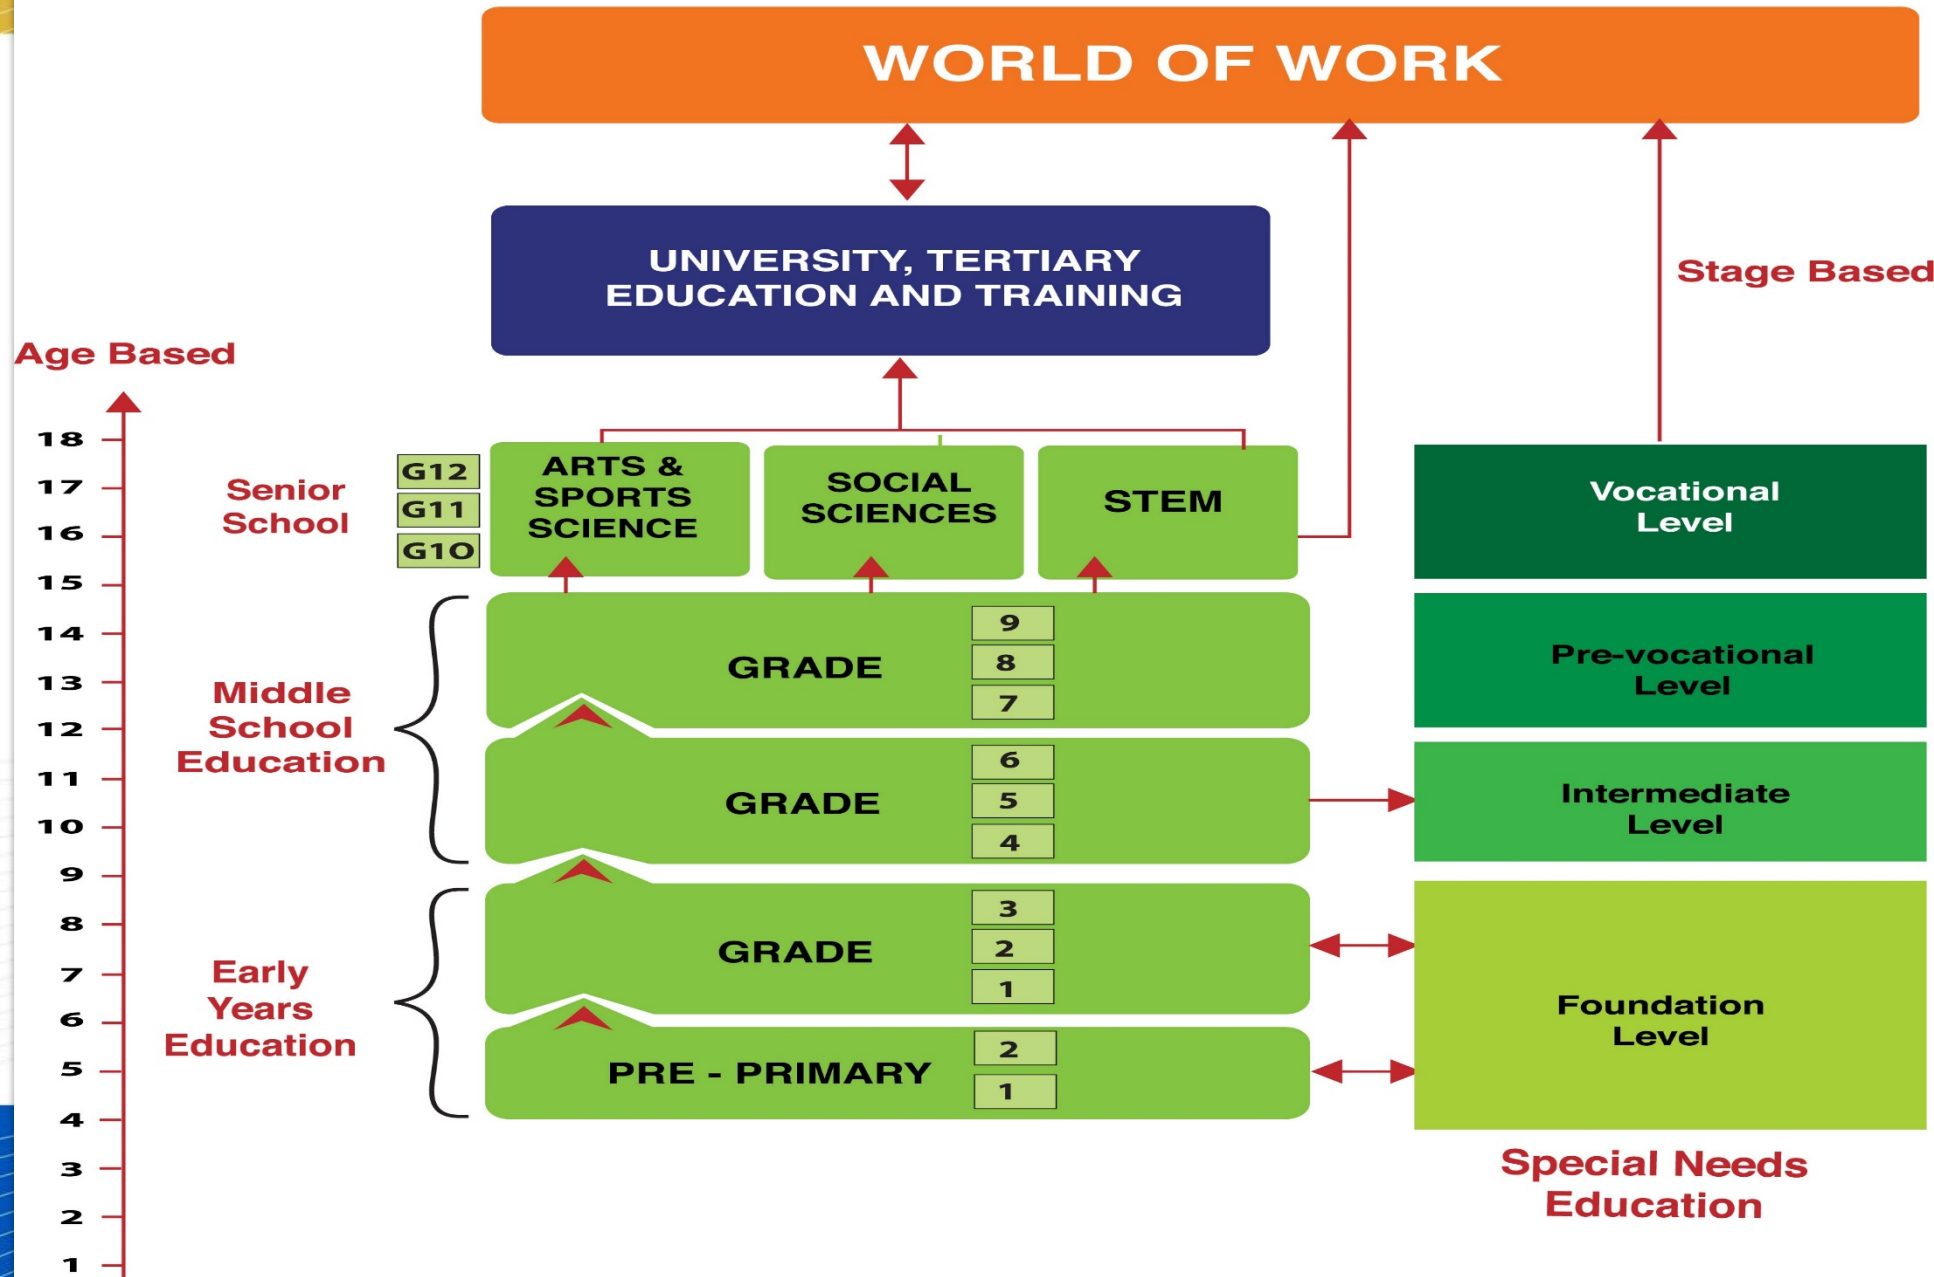 WORLD OF WORK
UNIVERSITY, TERTIARY
EDUCATION AND TRAINING
Stage Based
Age Based
18
17
16
15
14
13
12
11
10
9
8
7
6
5
4
3
2
1
Senior
School
G12
G11
G1O
ARTS &
SPORTS
SCIENCE
SOCIAL
SCIENCES
STEM
Vocational
Level
Middle
School
Education
GRADE
9
8
7
Pre-vocational
Level
GRADE
6
5
4
Intermediate
Level
Early
Years
Education
GRADE
3
2
1
PRE - PRIMARY
2
1
Foundation
Level
Special Needs
Education